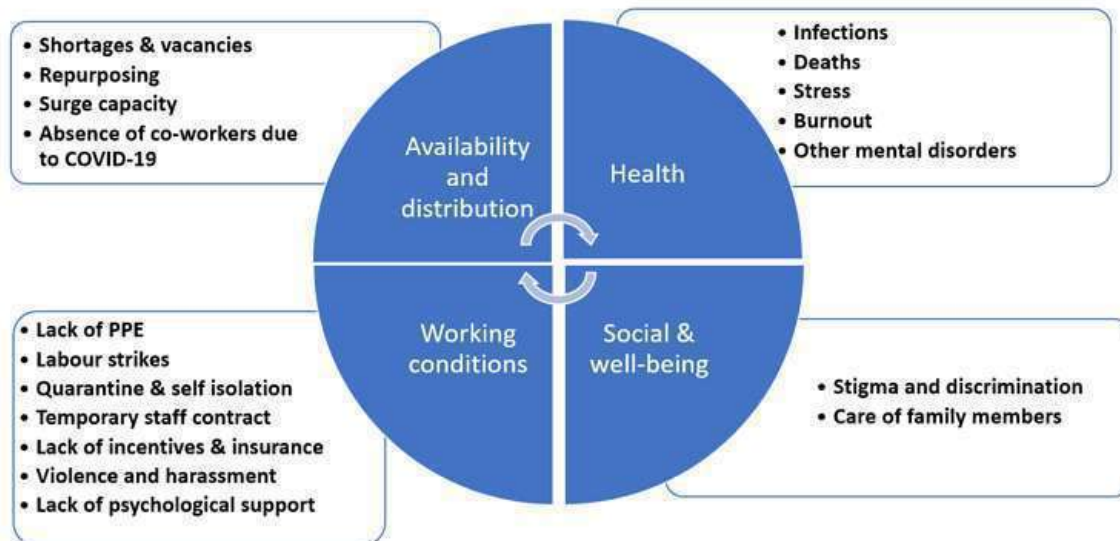 • Shortages & vacancies
• Repurposing
• Surge capacity
• Absence of co-workers due
to COVID-19
Availability
and
distribution
Health
• Infections
• Deaths
• Stress
• Burnout
• Other mental disorders
• Lack of PPE
• Labour strikes
• Quarantine & self isolation
• Temporary staff contract
• Lack of incentives & insurance
• Violence and harassment
• Lack of psychological support
Working
conditions
Social &
well-being
• Stigma and discrimination
• Care of family members